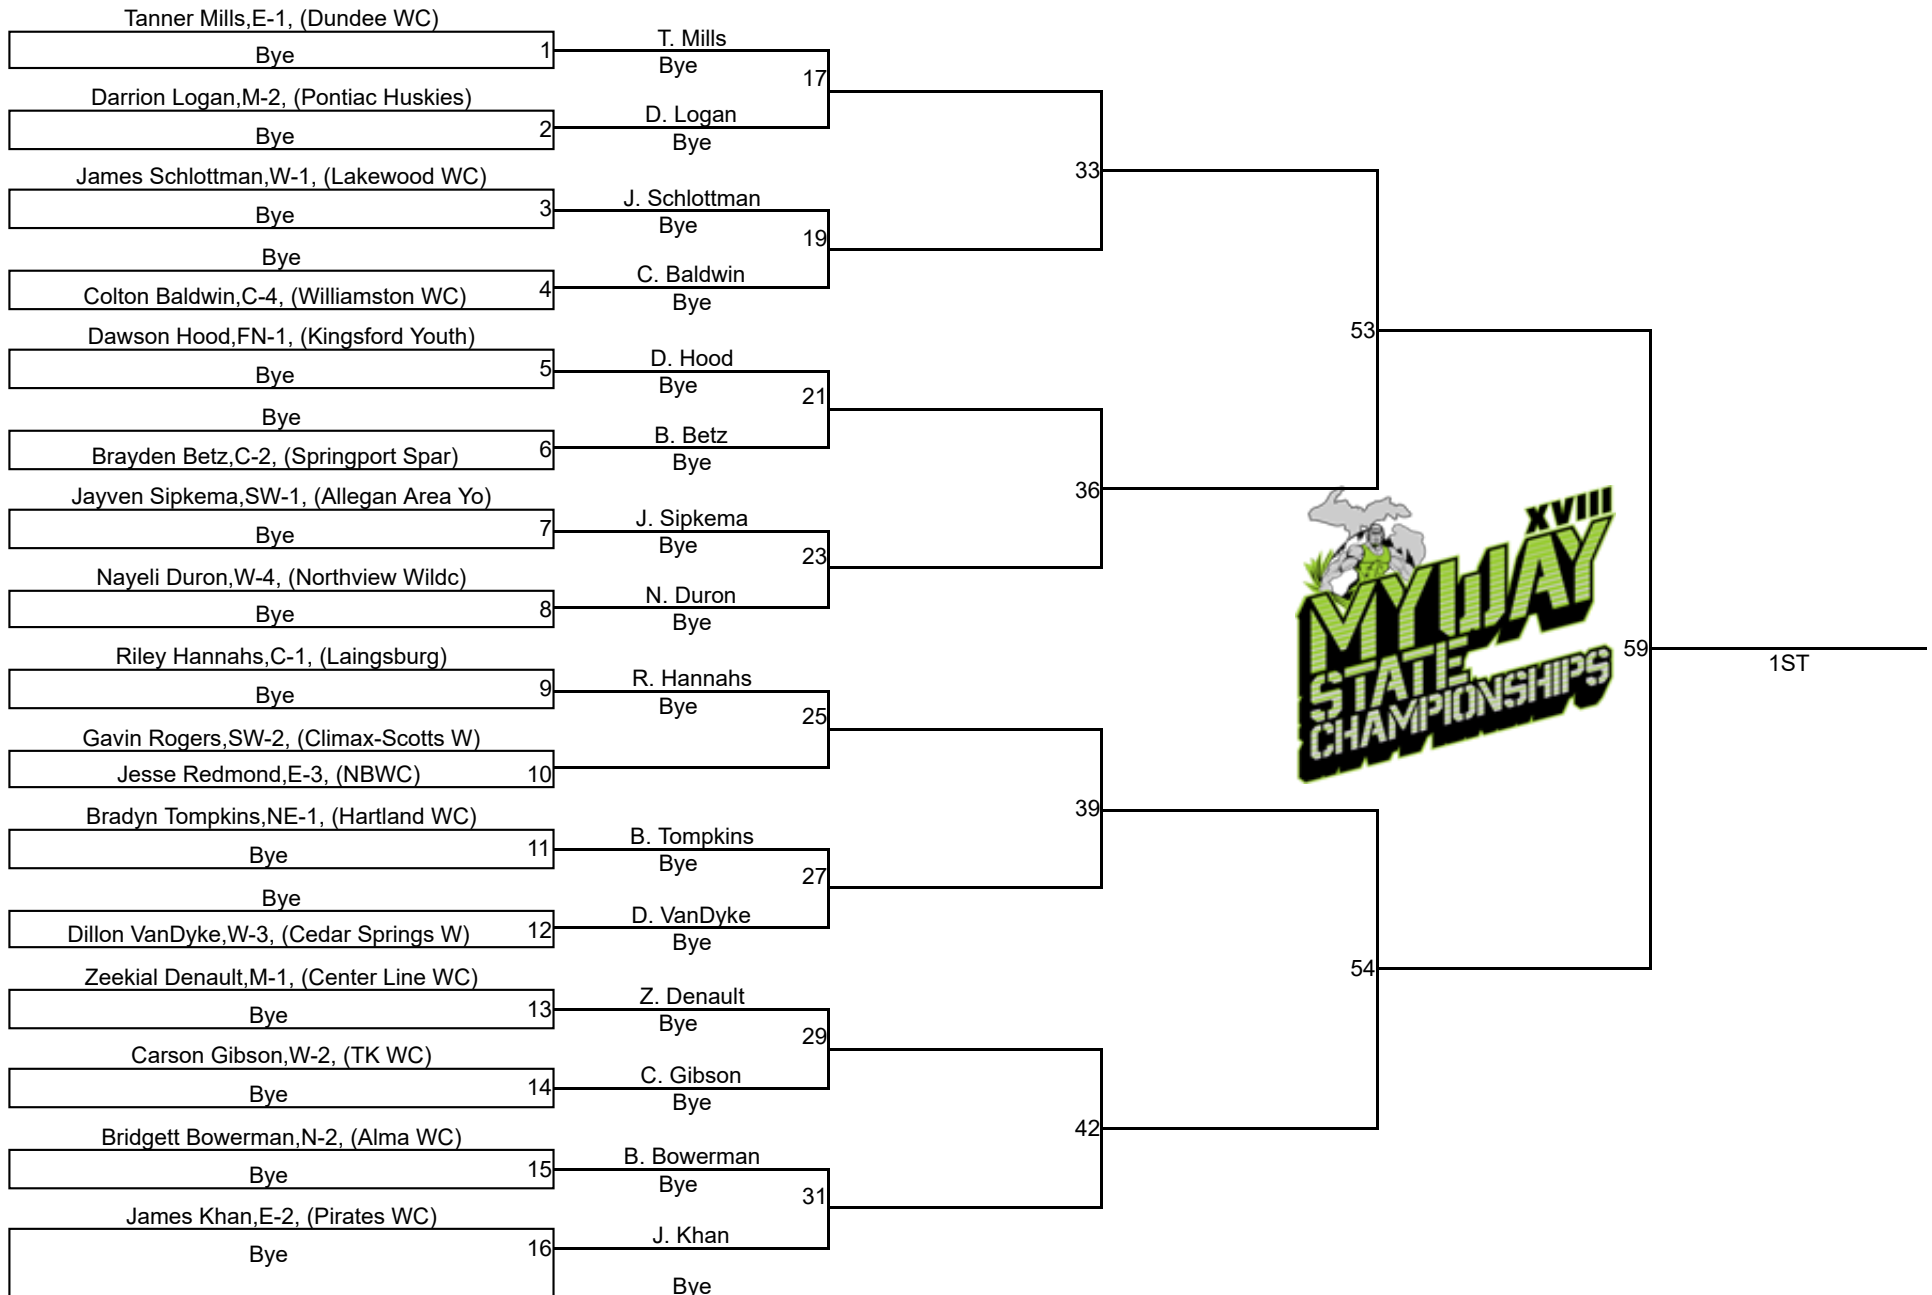 Tanner Mills,E-1, (Dundee WC)
Bye
1
T. Mills
Bye
17
Darrion Logan,M-2, (Pontiac Huskies)
Bye
2
D. Logan
Bye
33
James Schlottman,W-1, (Lakewood WC)
Bye
3
J. Schlottman
Bye
19
Bye
Colton Baldwin,C-4, (Williamston WC)
4
C. Baldwin
Bye
53
Dawson Hood,FN-1, (Kingsford Youth)
Bye
5
D. Hood
Bye
21
Bye
Brayden Betz,C-2, (Springport Spar)
6
B. Betz
Bye
36
Jayven Sipkema,SW-1, (Allegan Area Yo)
Bye
7
J. Sipkema
Bye
23
Nayeli Duron,W-4, (Northview Wildc)
Bye
8
N. Duron
Bye
XVIII
MYWAY
STATE
CHAMPIONSHIPS
59
1ST
Riley Hannahs,C-1, (Laingsburg)
Bye
9
R. Hannahs
Bye
25
Gavin Rogers,SW-2, (Climax-Scotts W)
Jesse Redmond,E-3, (NBWC)
10
39
Bradyn Tompkins,NE-1, (Hartland WC)
Bye
11
B. Tompkins
Bye
27
Bye
Dillon VanDyke,W-3, (Cedar Springs W)
12
D. VanDyke
Bye
54
Zeekial Denault,M-1, (Center Line WC)
Bye
13
Z. Denault
Bye
29
Carson Gibson,W-2, (TK WC)
Bye
14
C. Gibson
Bye
42
Bridgett Bowerman,N-2, (Alma WC)
Bye
15
B. Bowerman
Bye
31
James Khan,E-2, (Pirates WC)
Bye
16
J. Khan
Bye